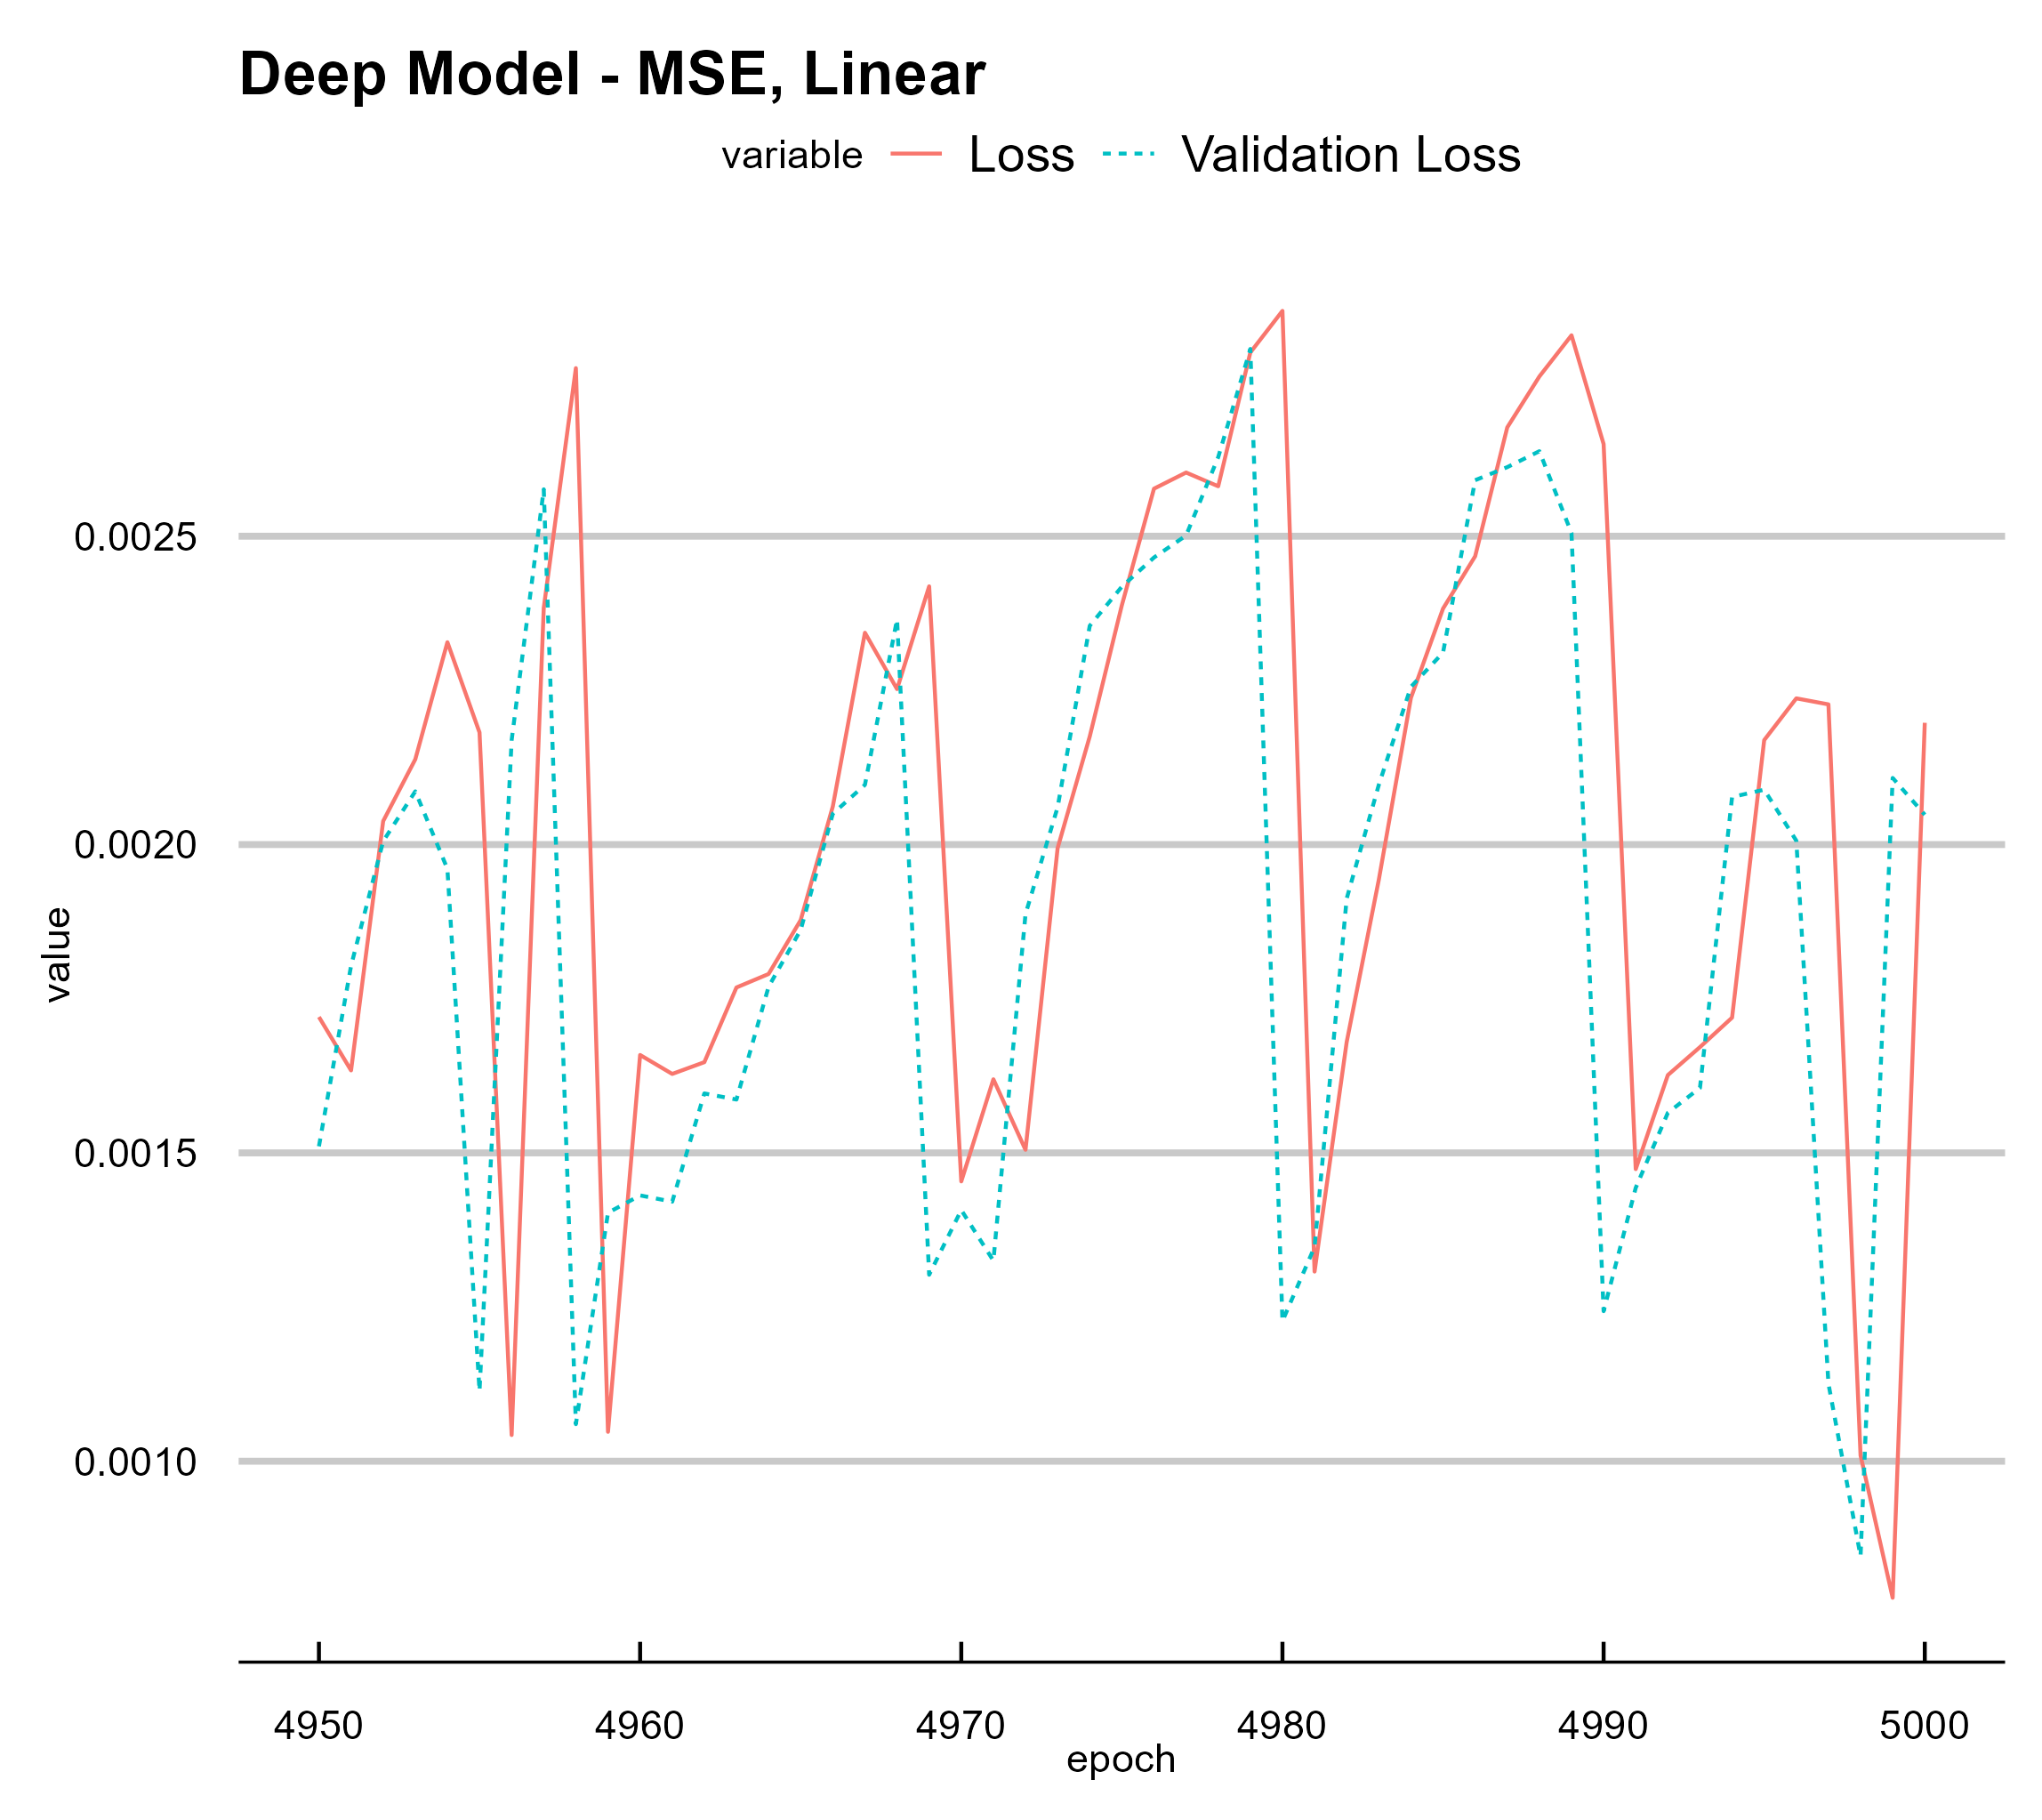 Deep Model - MSE, Linear
variable Loss Validation Loss
0.0025
0.0020
0.0015
0.0010
value
4950 4960 4970 4980 4990 5000
epoch